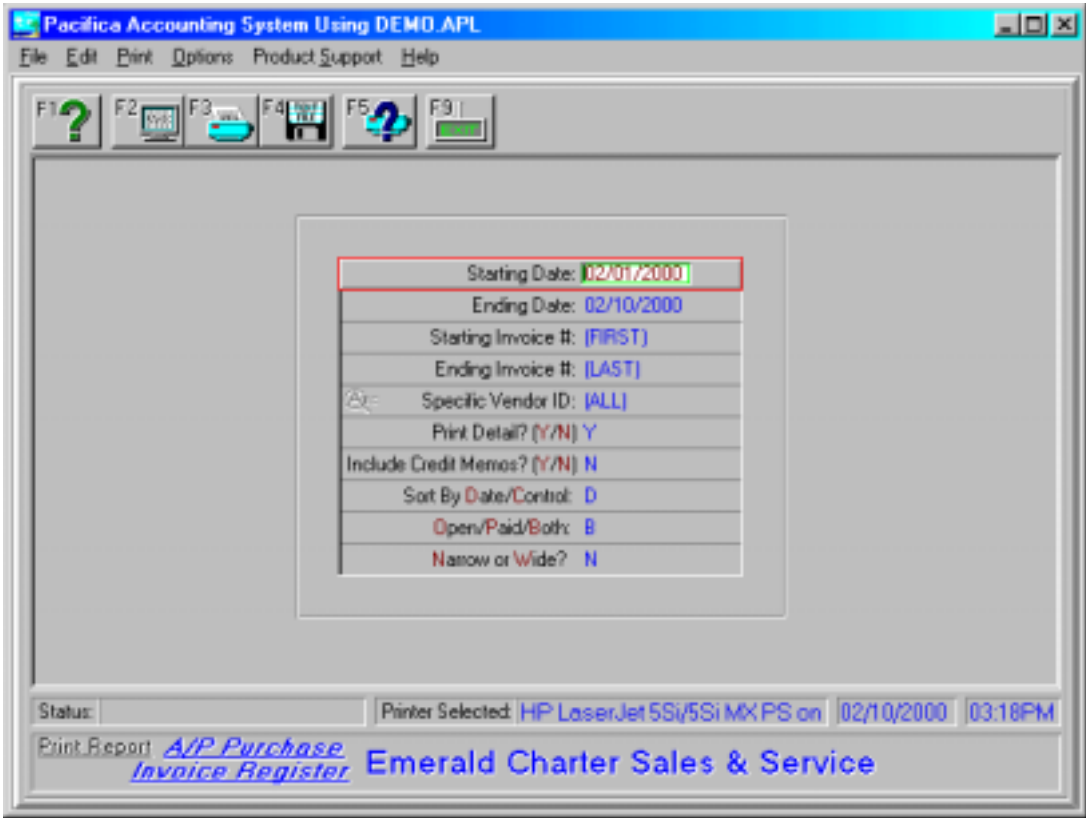 Pacifica Accounting System Using DEMO.APL
File Edit Print Options Product Support Help
F1 F2 F3 F4 F5 F9
EXIT
Starting Date: 02/01/2000
Ending Date: 02/10/2000
Starting Invoice #: (FIRST)
Ending Invoice #: (LAST)
Specific Vendor ID: (ALL)
Print Detail? (Y/N) Y
Include Credit Memos? (Y/N) N
Sort By Date/Control: D
Open/Paid/Both: B
Narrow or Wide? N
Status: Printer Selected: HP LaserJet 5Si/5Si MX PS on 02/10/2000 03:18PM
Print Report A/P Purchase
Invoice Register Emerald Charter Sales & Service